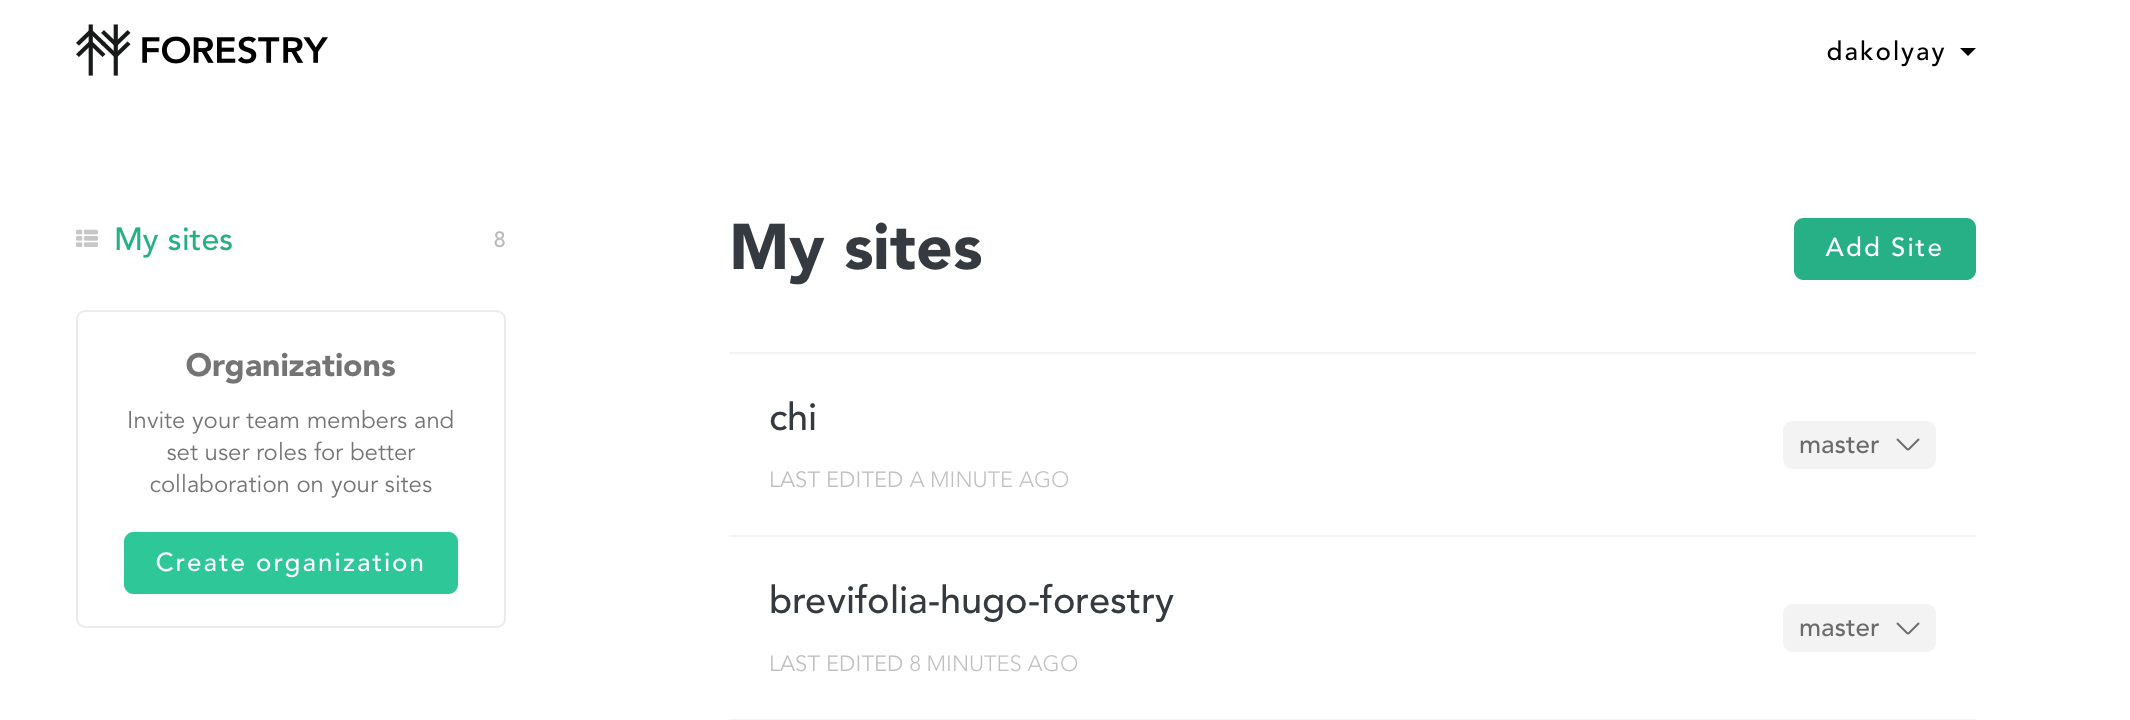 FORESTRY
dakolyay
My sites
8
Organizations
Invite your team members and
set user roles for better
collaboration on your sites
Create organization
My sites
Add Site
chi
master
LAST EDITED A MINUTE AGO
brevifolia-hugo-forestry
master
LAST EDITED 8 MINUTES AGO